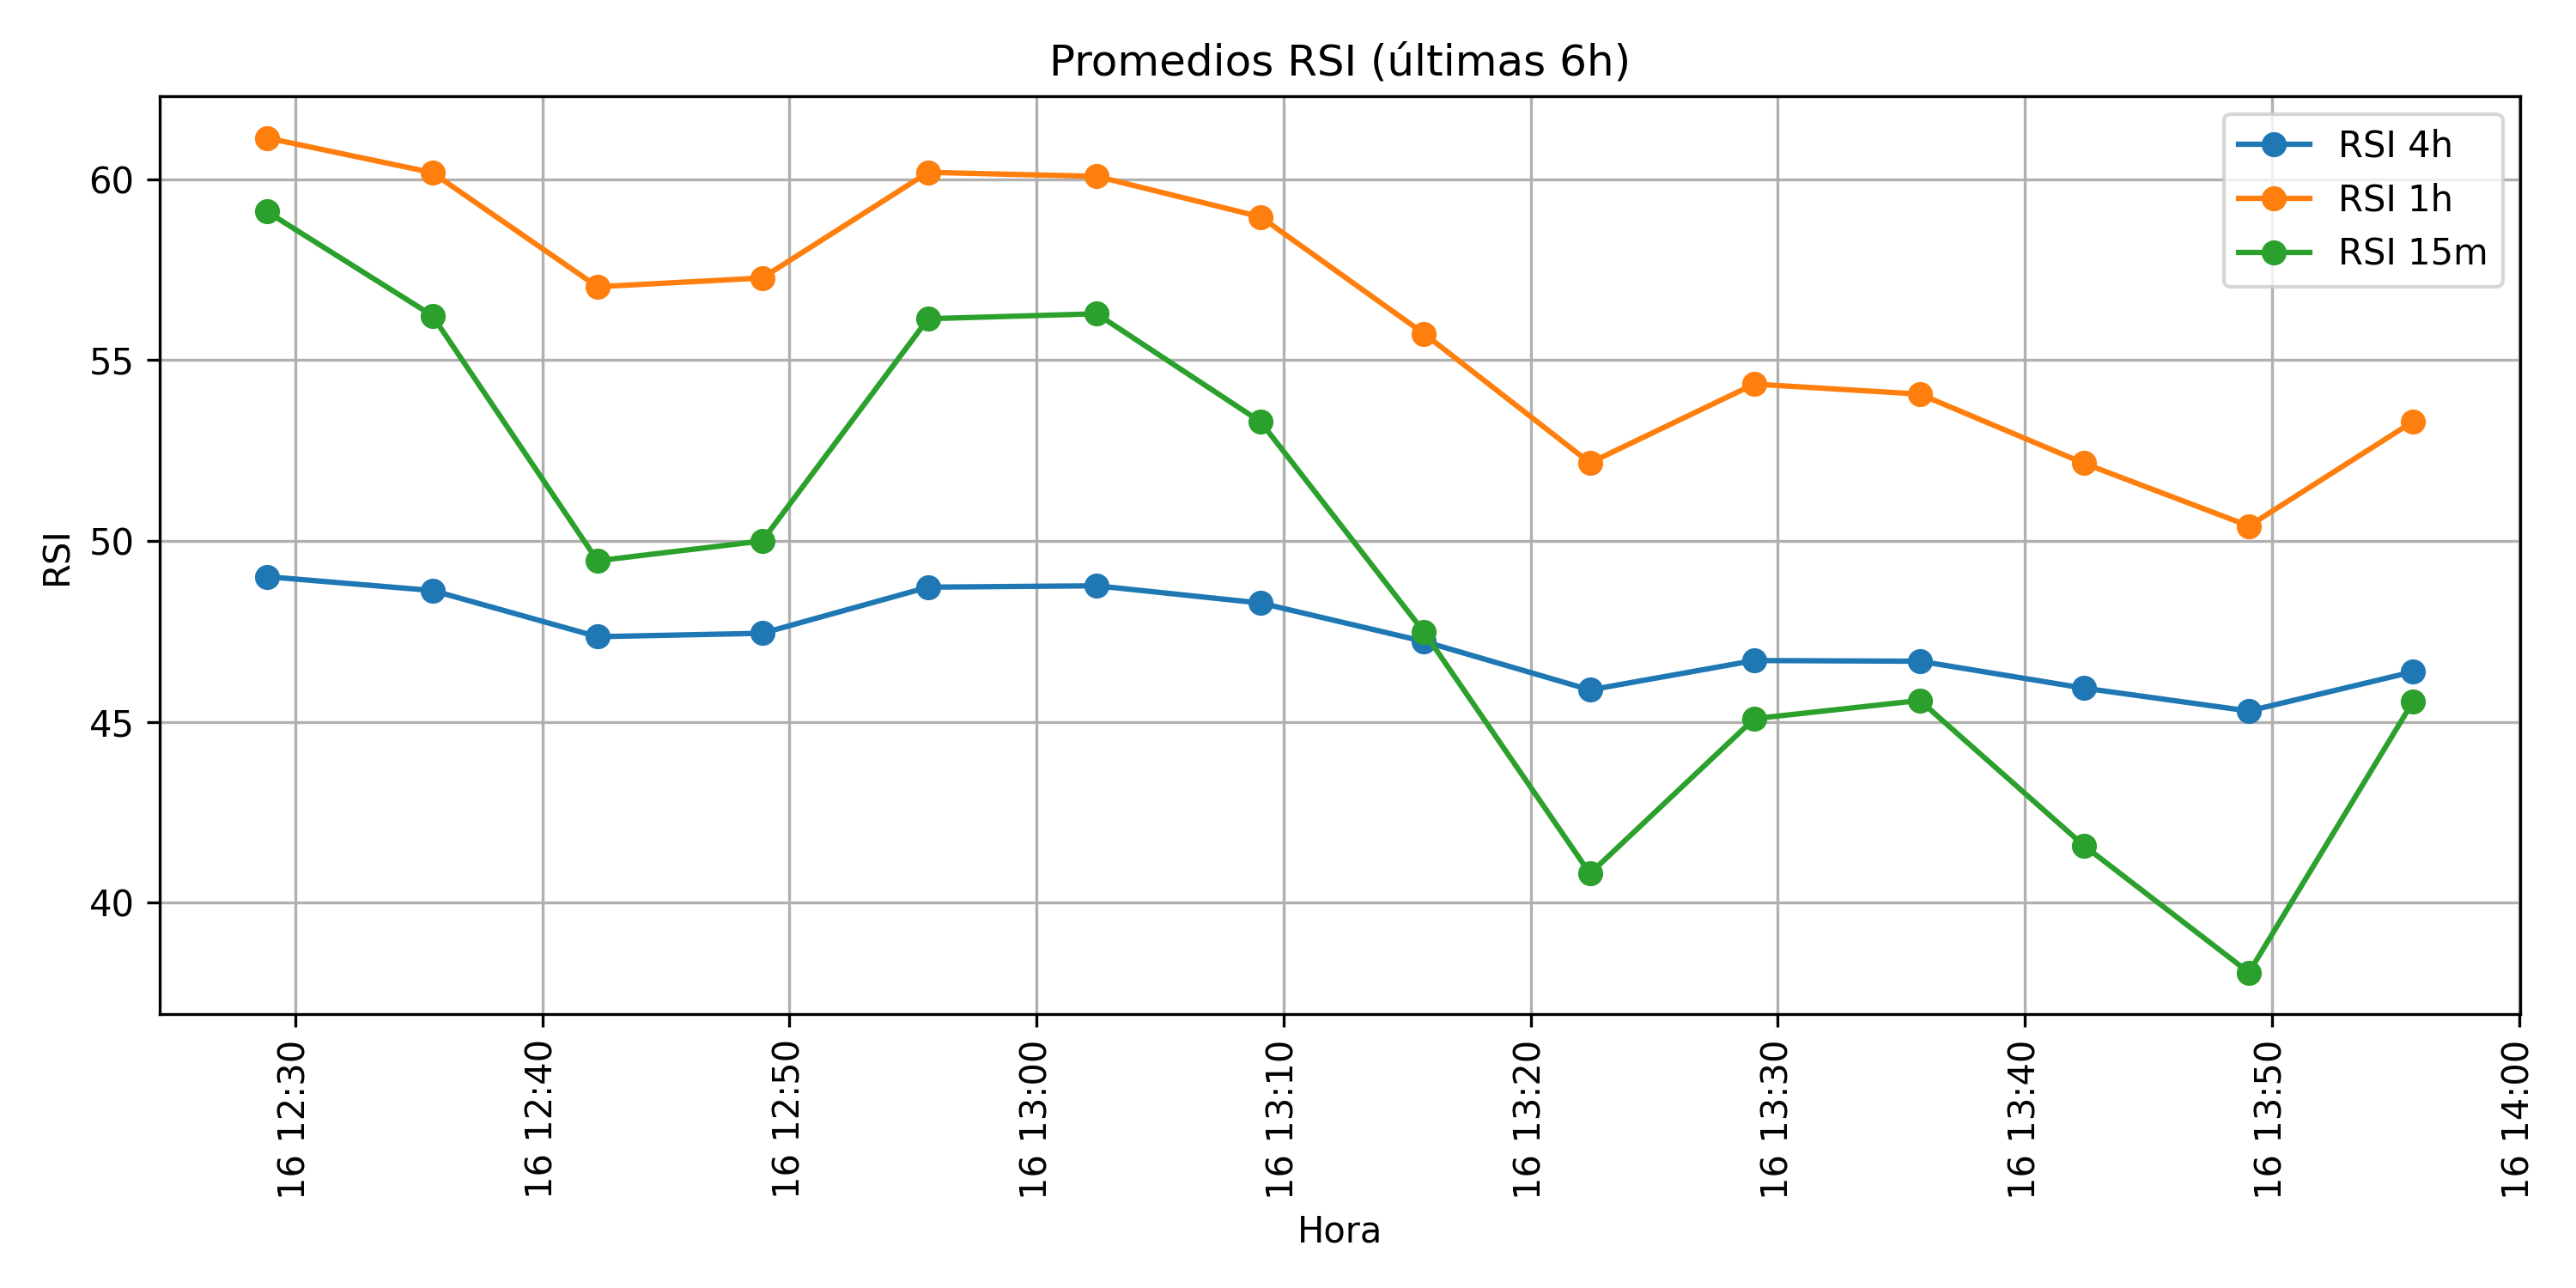 Promedios RSI (últimas 6h)
RSI 4h
RSI 1h
RSI 15m
60
55
50
45
40
RSI
16 12:30
16 12:40
16 12:50
16 13:00
16 13:10
16 13:20
16 13:30
16 13:40
16 13:50
16 14:00
Hora